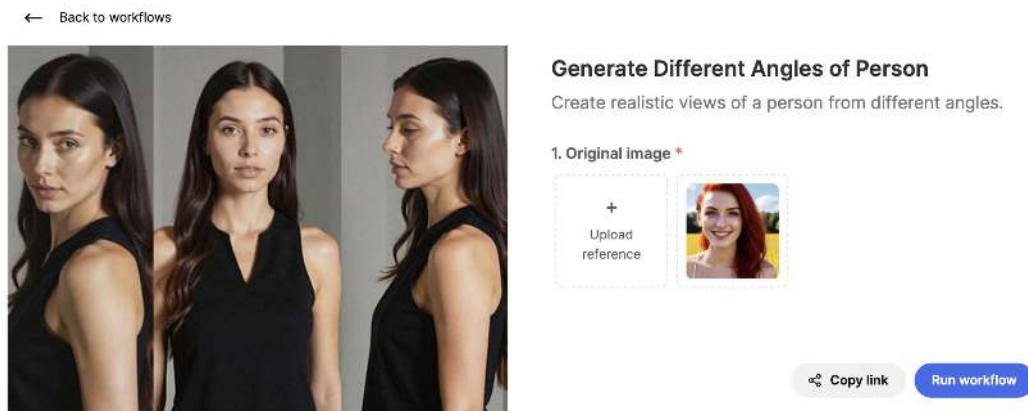 ← Back to workflows
Generate Different Angles of Person
Create realistic views of a person from different angles.
1. Original image *
+
Upload
reference
Copy link
Run workflow